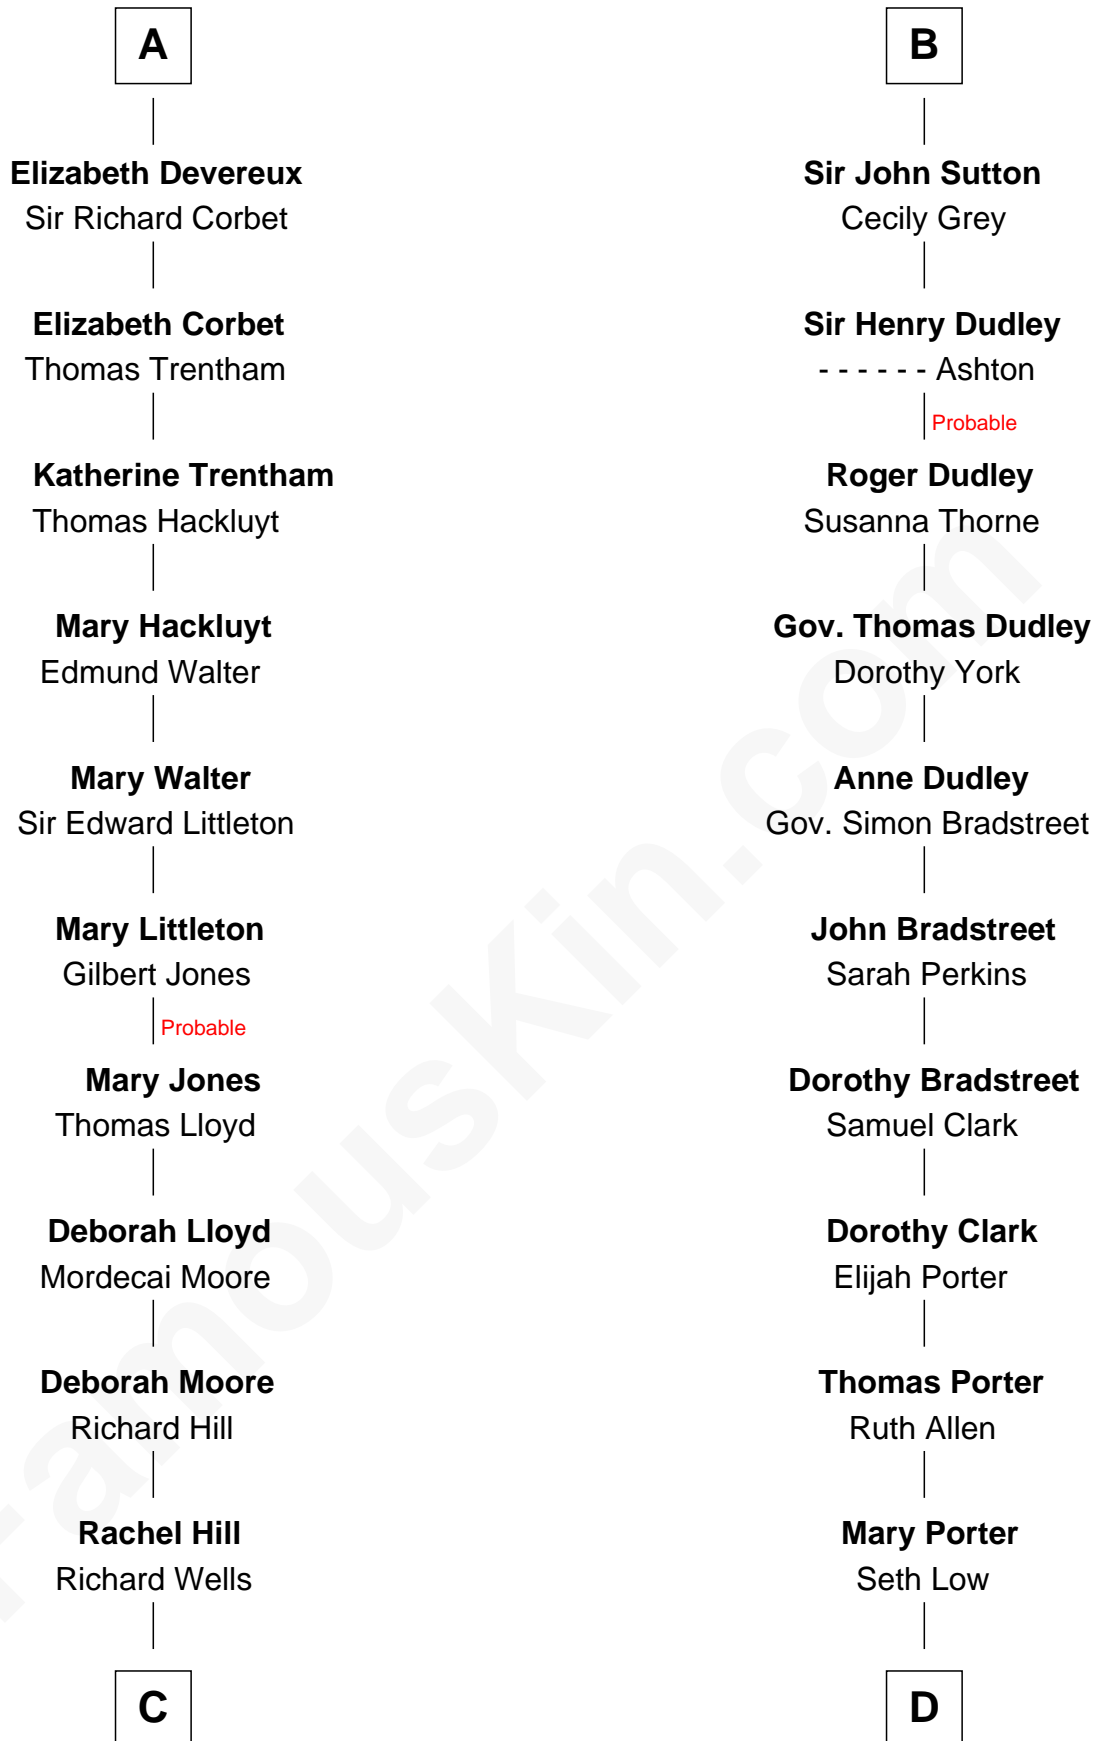 A
Elizabeth Devereux
Sir Richard Corbet
Elizabeth Corbet
Thomas Trentham
Katherine Trentham
Thomas Hackluyt
Mary Hackluyt
Edmund Walter
Mary Walter
Sir Edward Littleton
Mary Littleton
Gilbert Jones
Probable
Mary Jones
Thomas Lloyd
Deborah Lloyd
Mordecai Moore
Deborah Moore
Richard Hill
Rachel Hill
Richard Wells
C
B
Sir John Sutton
Cecily Grey
Sir Henry Dudley
- - - - - - Ashton
Probable
Roger Dudley
Susanna Thorne
Gov. Thomas Dudley
Dorothy York
Anne Dudley
Gov. Simon Bradstreet
John Bradstreet
Sarah Perkins
Dorothy Bradstreet
Samuel Clark
Dorothy Clark
Elijah Porter
Thomas Porter
Ruth Allen
Mary Porter
Seth Low
D
FamousKin.com